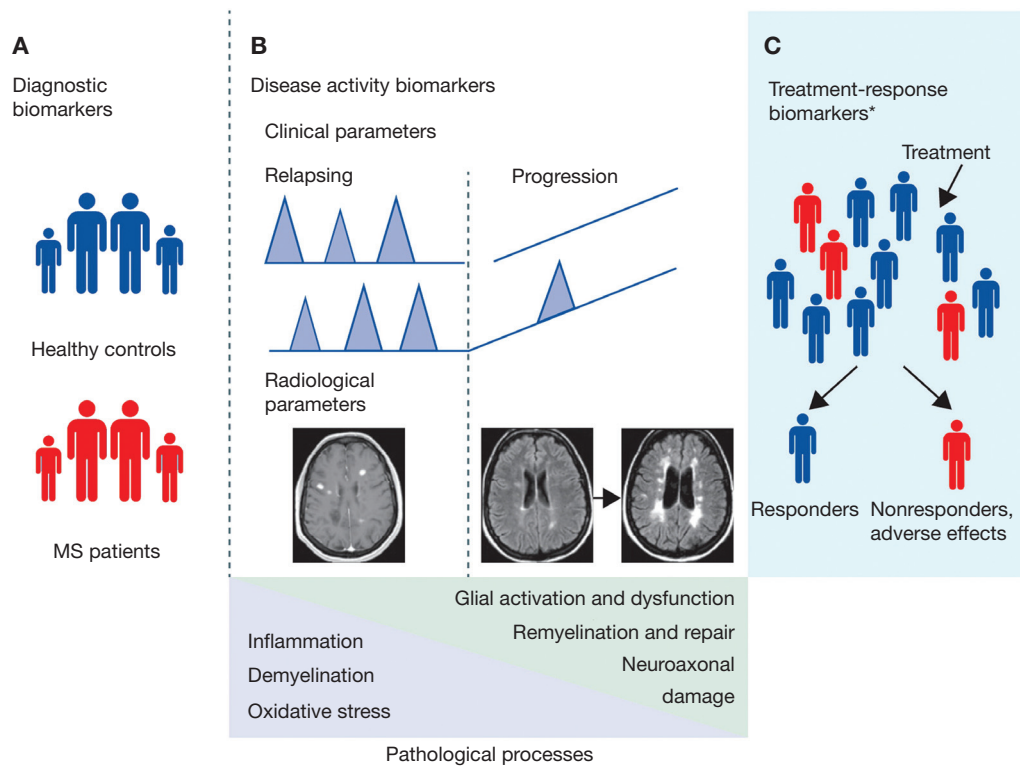 A
Diagnostic
biomarkers
Healthy controls
MS patients
B
Disease activity biomarkers
Clinical parameters
Relapsing
Progression
Radiological
parameters
Glial activation and dysfunction
Remyelination and repair
Neuroaxonal
damage
Inflammation
Demyelination
Oxidative stress
Pathological processes
C
Treatment-response
biomarkers*
Treatment
Responders
Nonresponders,
adverse effects